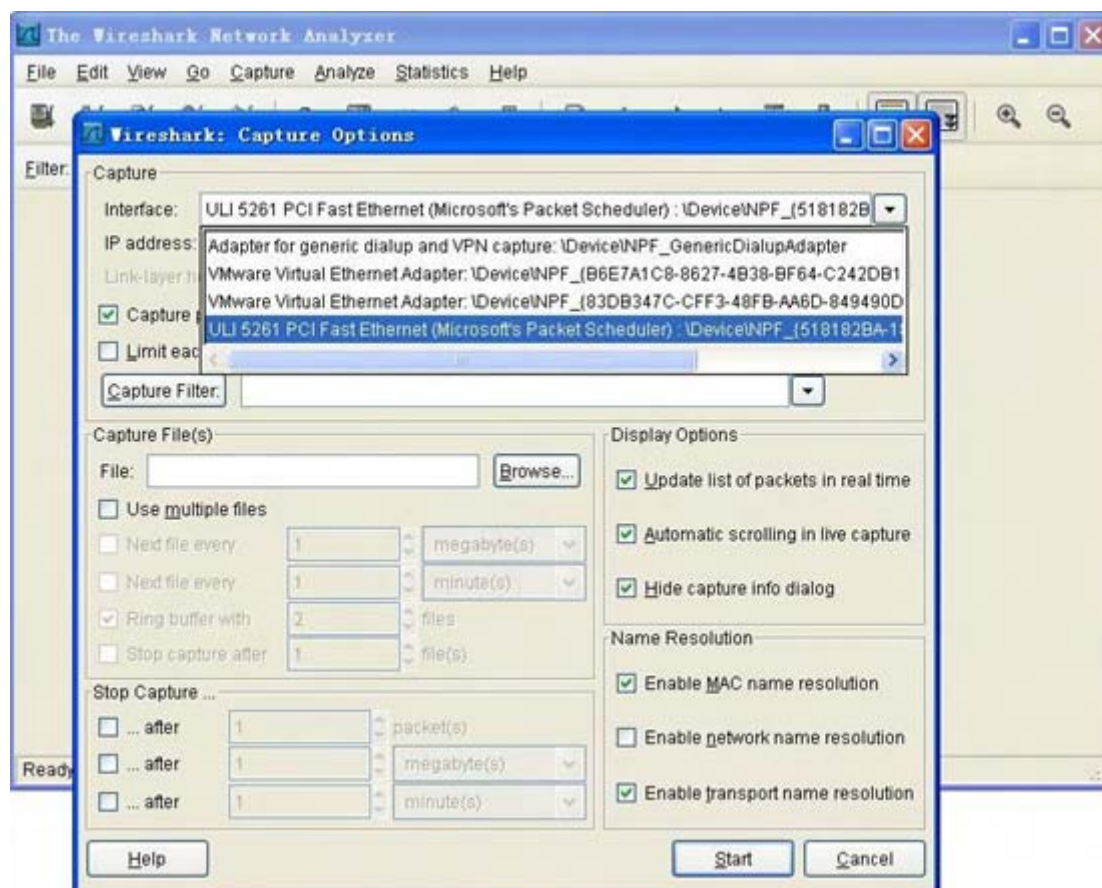 The Wireshark Network Analyzer
File Edit View Go Capture Analyze Statistics Help
Wireshark: Capture Options
Filter:
Capture
Interface: ULI 5261 PCI Fast Ethernet (Microsoft's Packet Scheduler) : \Device\NPF_{518182B
IP address:
Adapter for generic dialup and VPN capture: \Device\NPF_GenericDialupAdapter
Link-layer h
VMware Virtual Ethernet Adapter: \Device\NPF_{B6E7A1C8-8627-4B38-BF64-C242DB1
VMware Virtual Ethernet Adapter: \Device\NPF_{83DB347C-CFF3-48FB-AA6D-849490D
Capture
ULI 5261 PCI Fast Ethernet (Microsoft's Packet Scheduler) : \Device\NPF_{518182BA-1
Limit eac
Capture Filter:
Capture File(s)
File: Browse...
Use multiple files
Next file every 1 megabyte(s)
Next file every 1 minute(s)
Ring buffer with 2 files
Stop capture after 1 file(s)
Stop Capture ...
... after 1 packet(s)
... after 1 megabyte(s)
... after 1 minute(s)
Display Options
Update list of packets in real time
Automatic scrolling in live capture
Hide capture info dialog
Name Resolution
Enable MAC name resolution
Enable network name resolution
Enable transport name resolution
Ready
Help Start Cancel